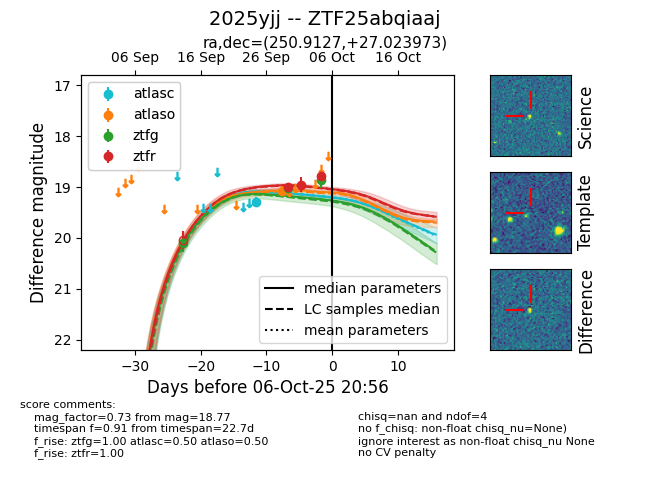 2025yjj -- ZTF25abqiaaj
ra,dec=(250.9127,+27.023973)
06 Sep 16 Sep 26 Sep 06 Oct 16 Oct
17
18
19
20
21
22
Difference magnitude
atlasc
atlaso
ztfg
ztfr
median parameters
LC samples median
mean parameters
−30 −20 −10 0 10
Days before 06-Oct-25 20:56
Science
Template
Difference
score comments:
mag_factor=0.73 from mag=18.77
timespan f=0.91 from timespan=22.7d
f_rise: ztfg=1.00 atlasc=0.50 atlaso=0.50
f_rise: ztfr=1.00
chisq=nan and ndof=4
no f_chisq: non-float chisq_nu=None)
ignore interest as non-float chisq_nu None
no CV penalty